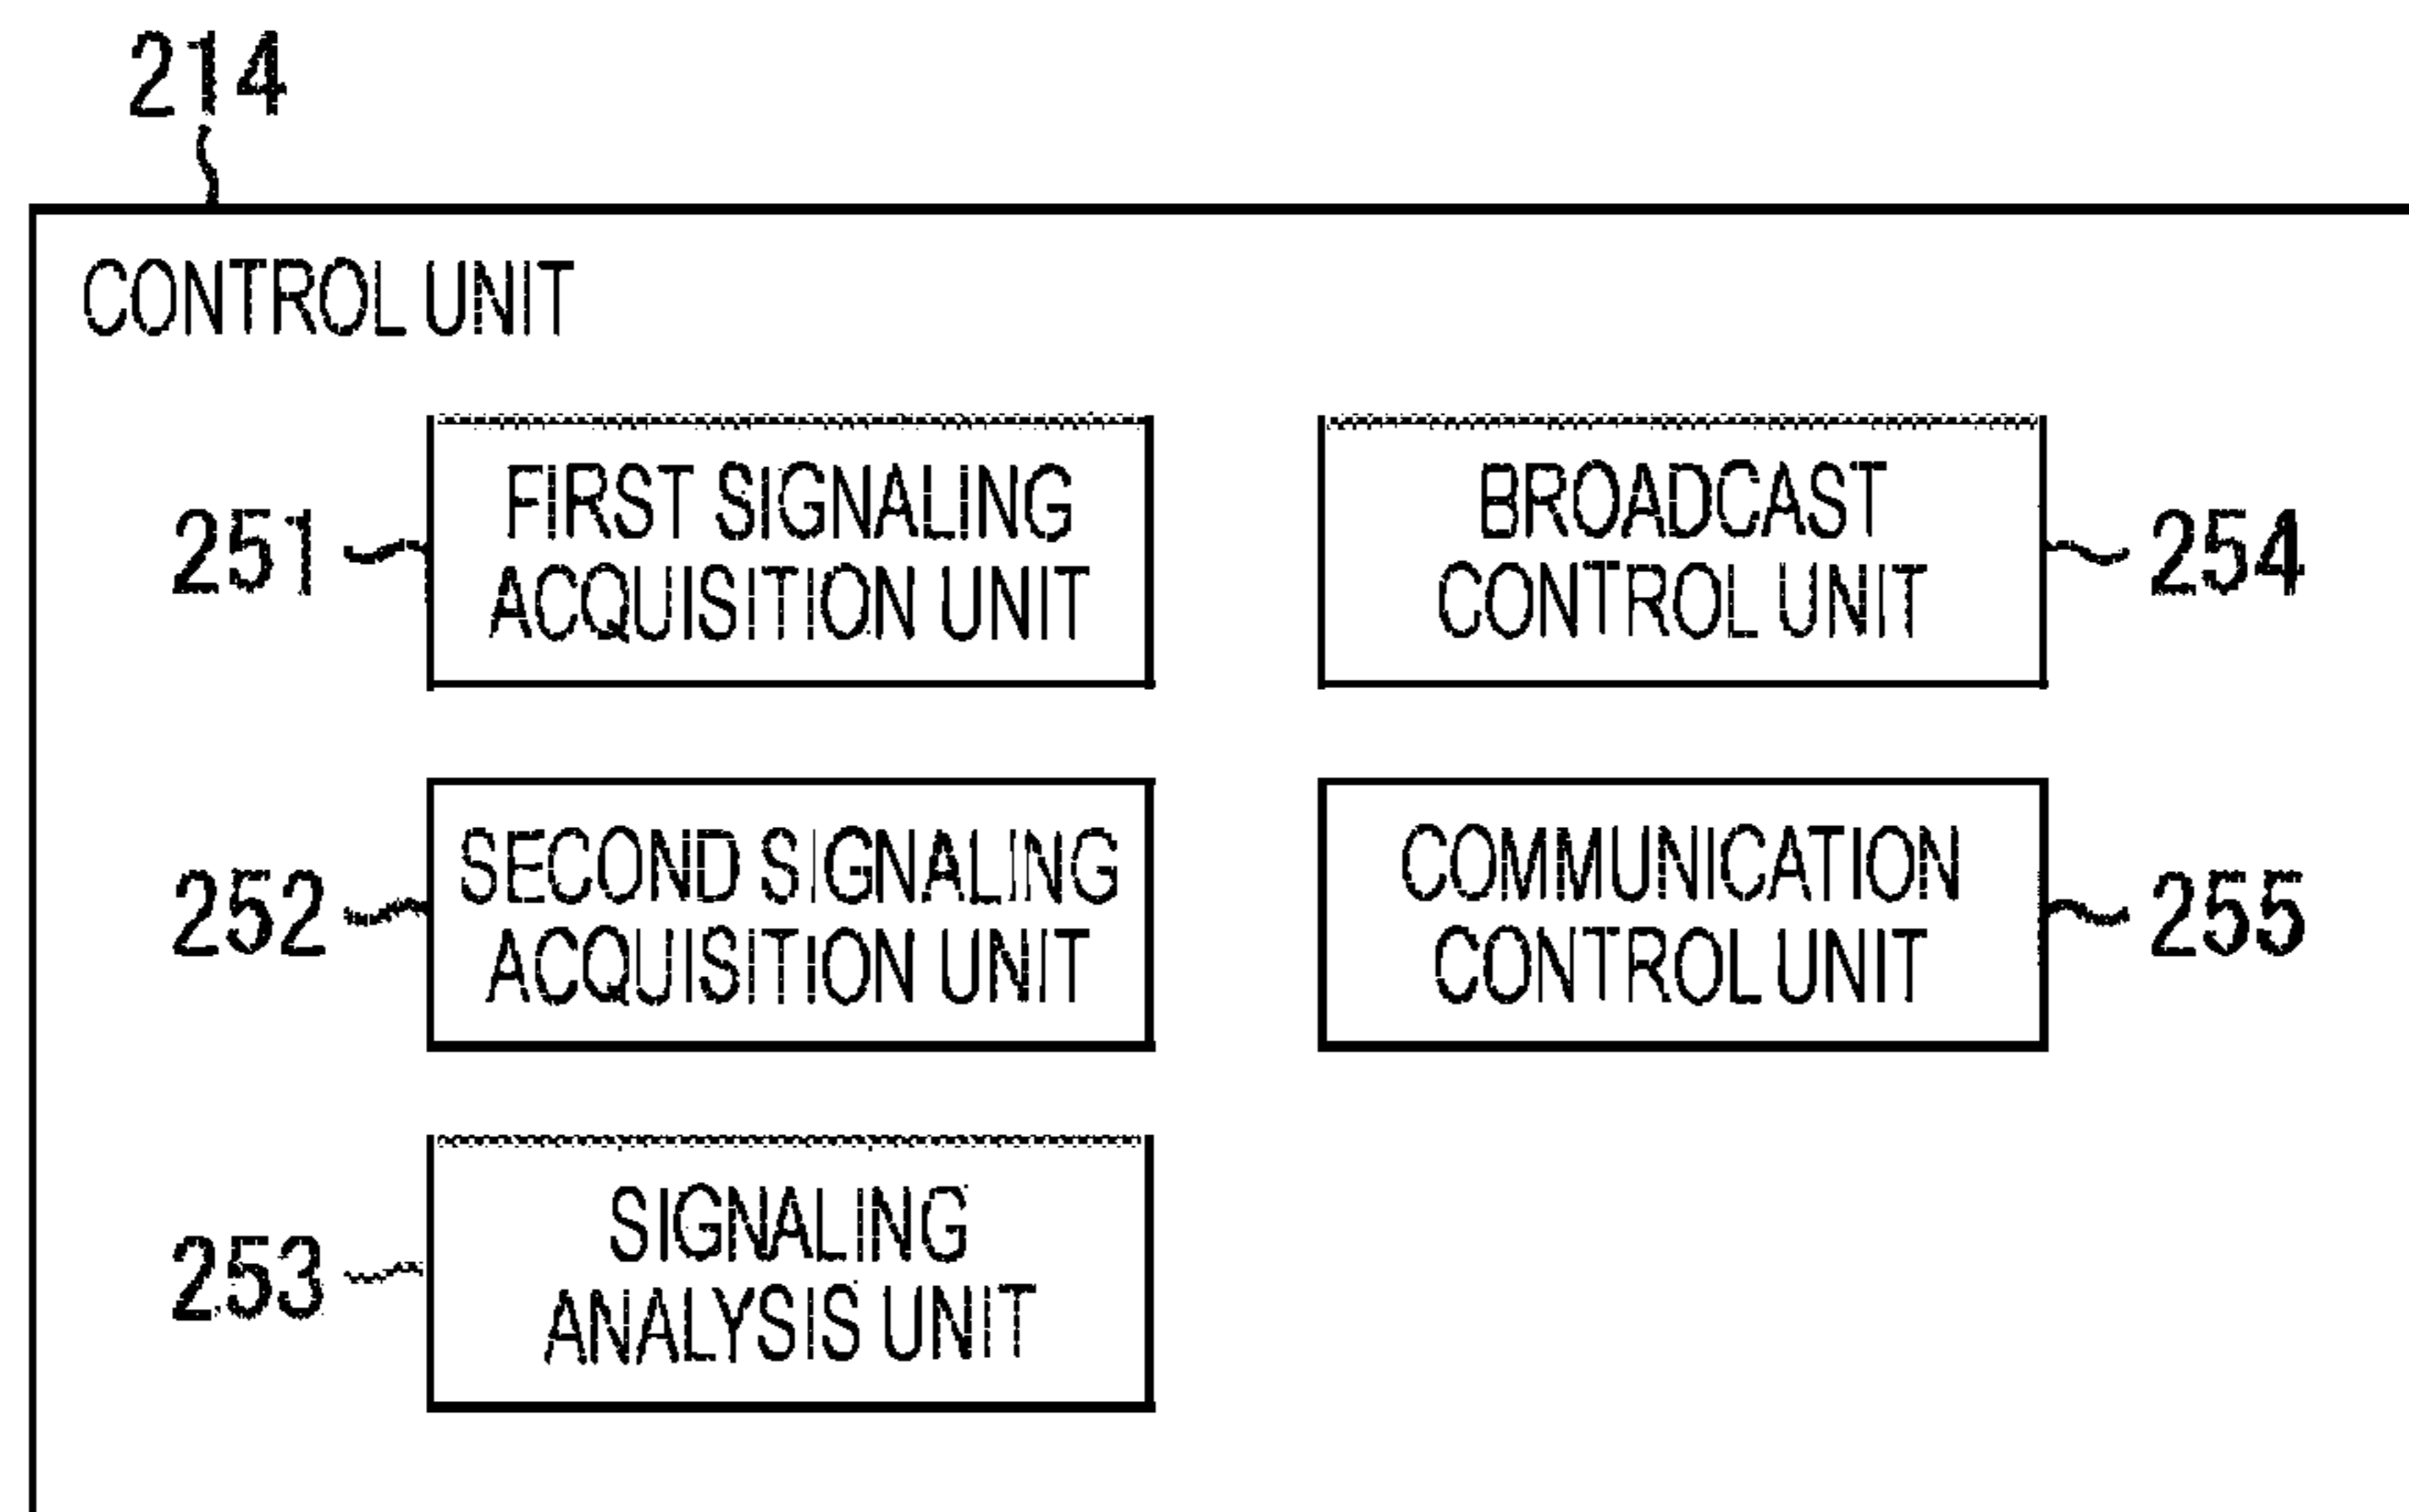 214
CONTROL UNIT
251
FIRST SIGNALING
ACQUISITION UNIT
BROADCAST
CONTROL UNIT
254
252
SECOND SIGNALING
ACQUISITION UNIT
COMMUNICATION
CONTROL UNIT
255
253
SIGNALING
ANALYSIS UNIT